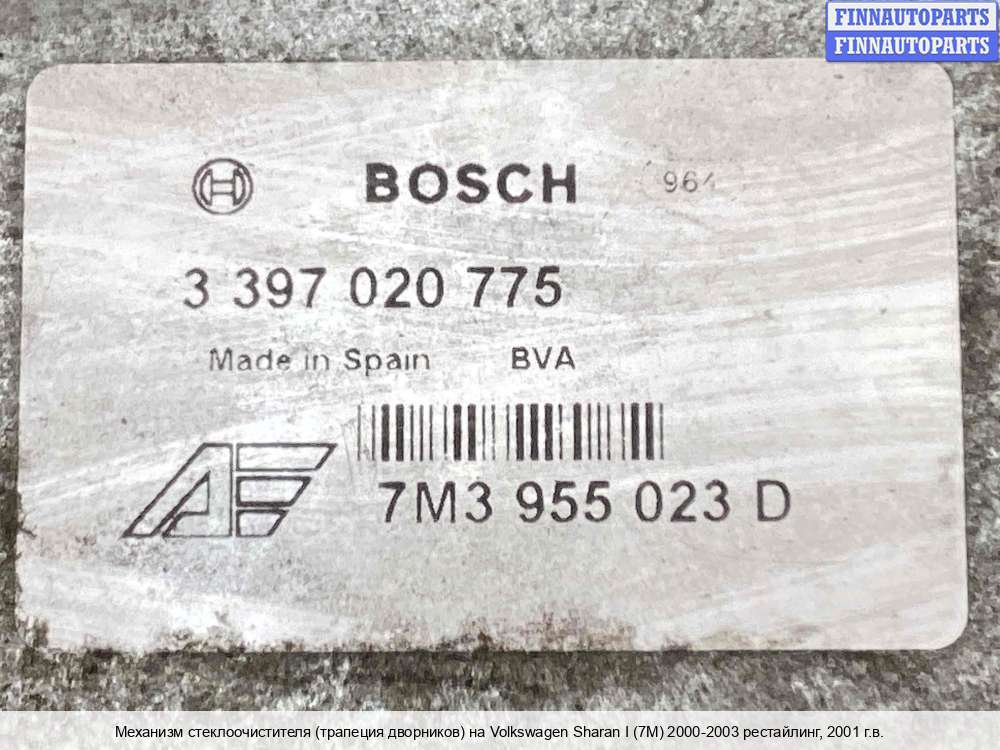 FINNAUTOPARTS
FINNAUTOPARTS
BOSCH 964
3 397 020 775
Made in Spain BVA
7M3 955 023 D
Механизм стеклоочистителя (трапеция дворников) на Volkswagen Sharan I (7M) 2000-2003 рестайлинг, 2001 г.в.